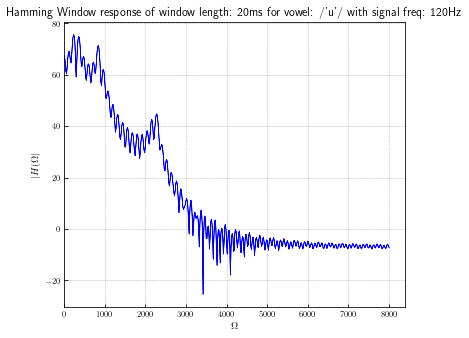 Hamming Window response of window length: 20ms for vowel: /'u'/ with signal freq: 120Hz
80
60
40
20
0
−20
|H(Ω|
0 1000 2000 3000 4000 5000 6000 7000 8000
Ω